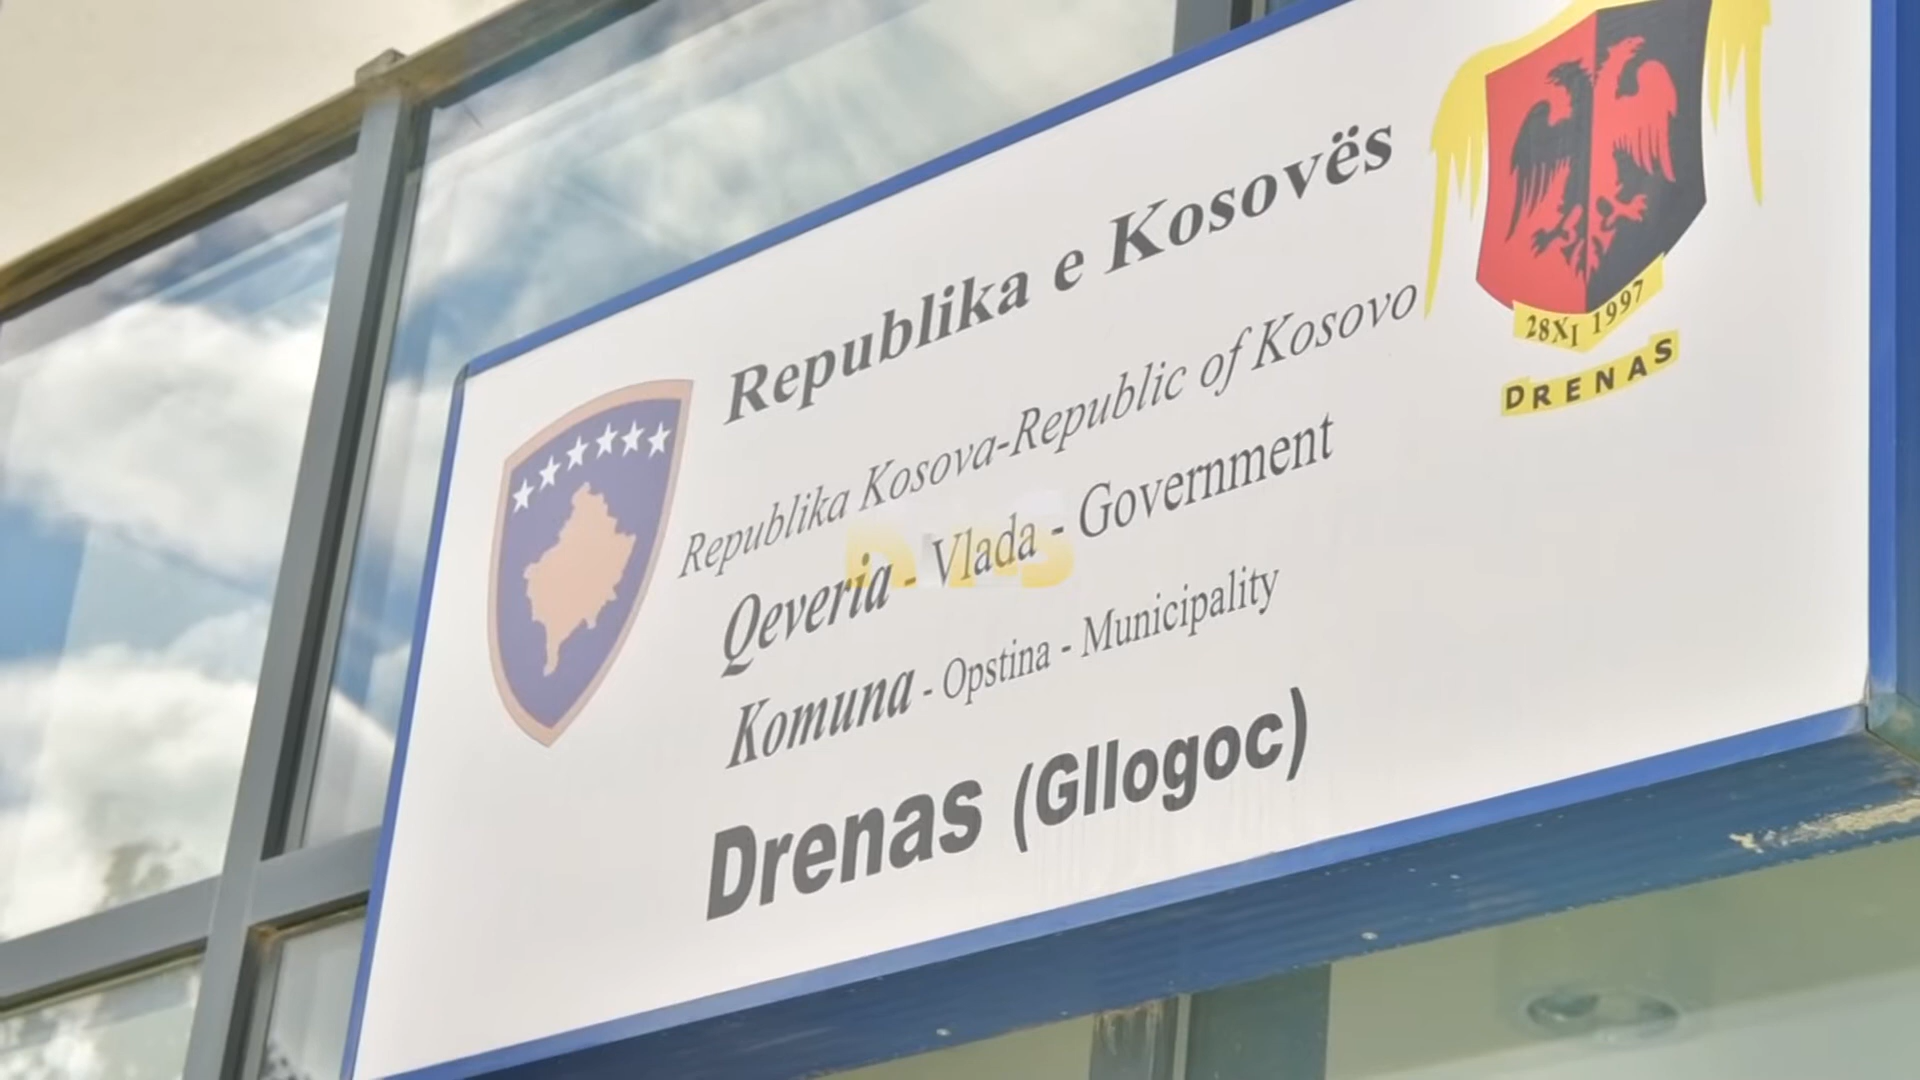 Republika e Kosovës
Republika Kosova-Republic of Kosovo
Qeveria - Vlada - Government
Komuna - Opstina - Municipality
Drenas (Gllogoc)
28XI 1997
DRENAS